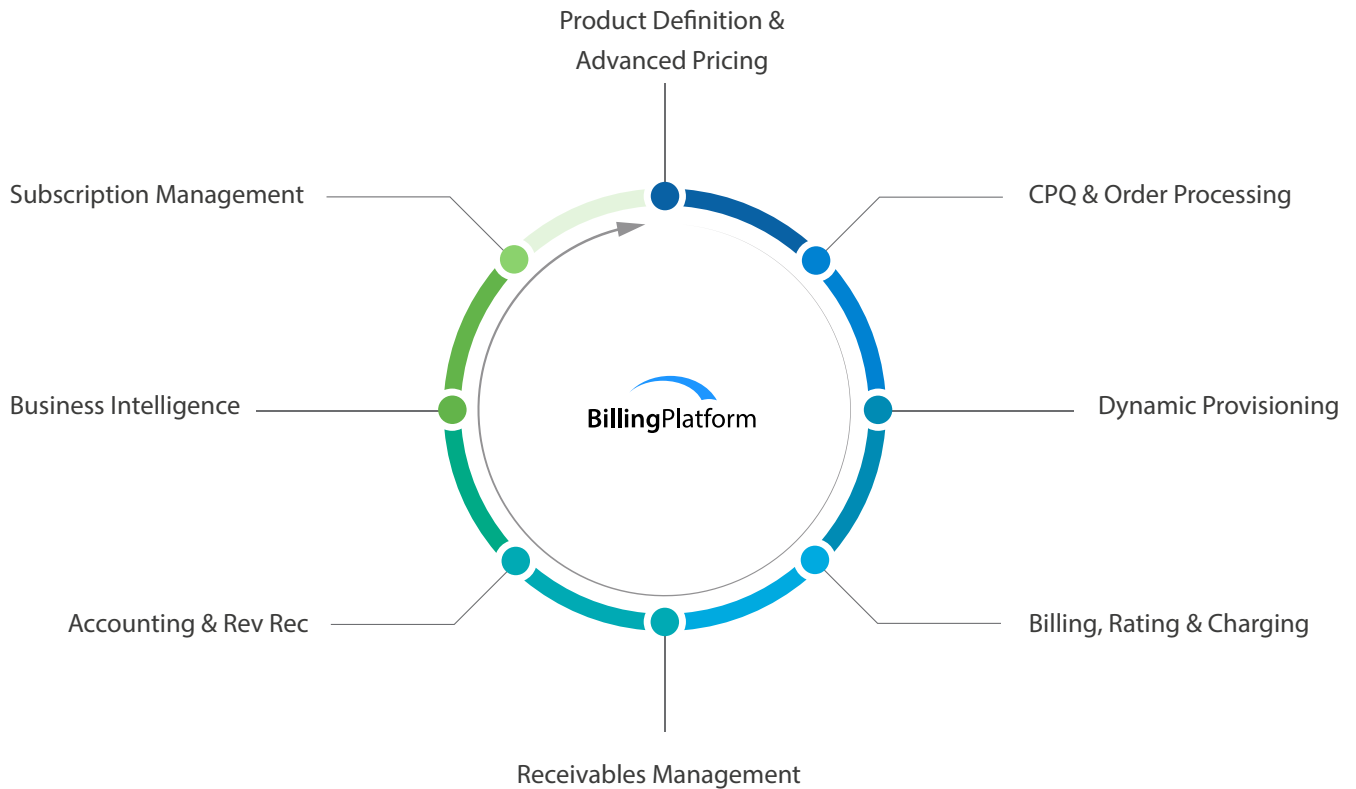 Product Definition &
Advanced Pricing
Subscription Management
CPQ & Order Processing
BillingPlatform
Business Intelligence
Dynamic Provisioning
Accounting & Rev Rec
Billing, Rating & Charging
Receivables Management